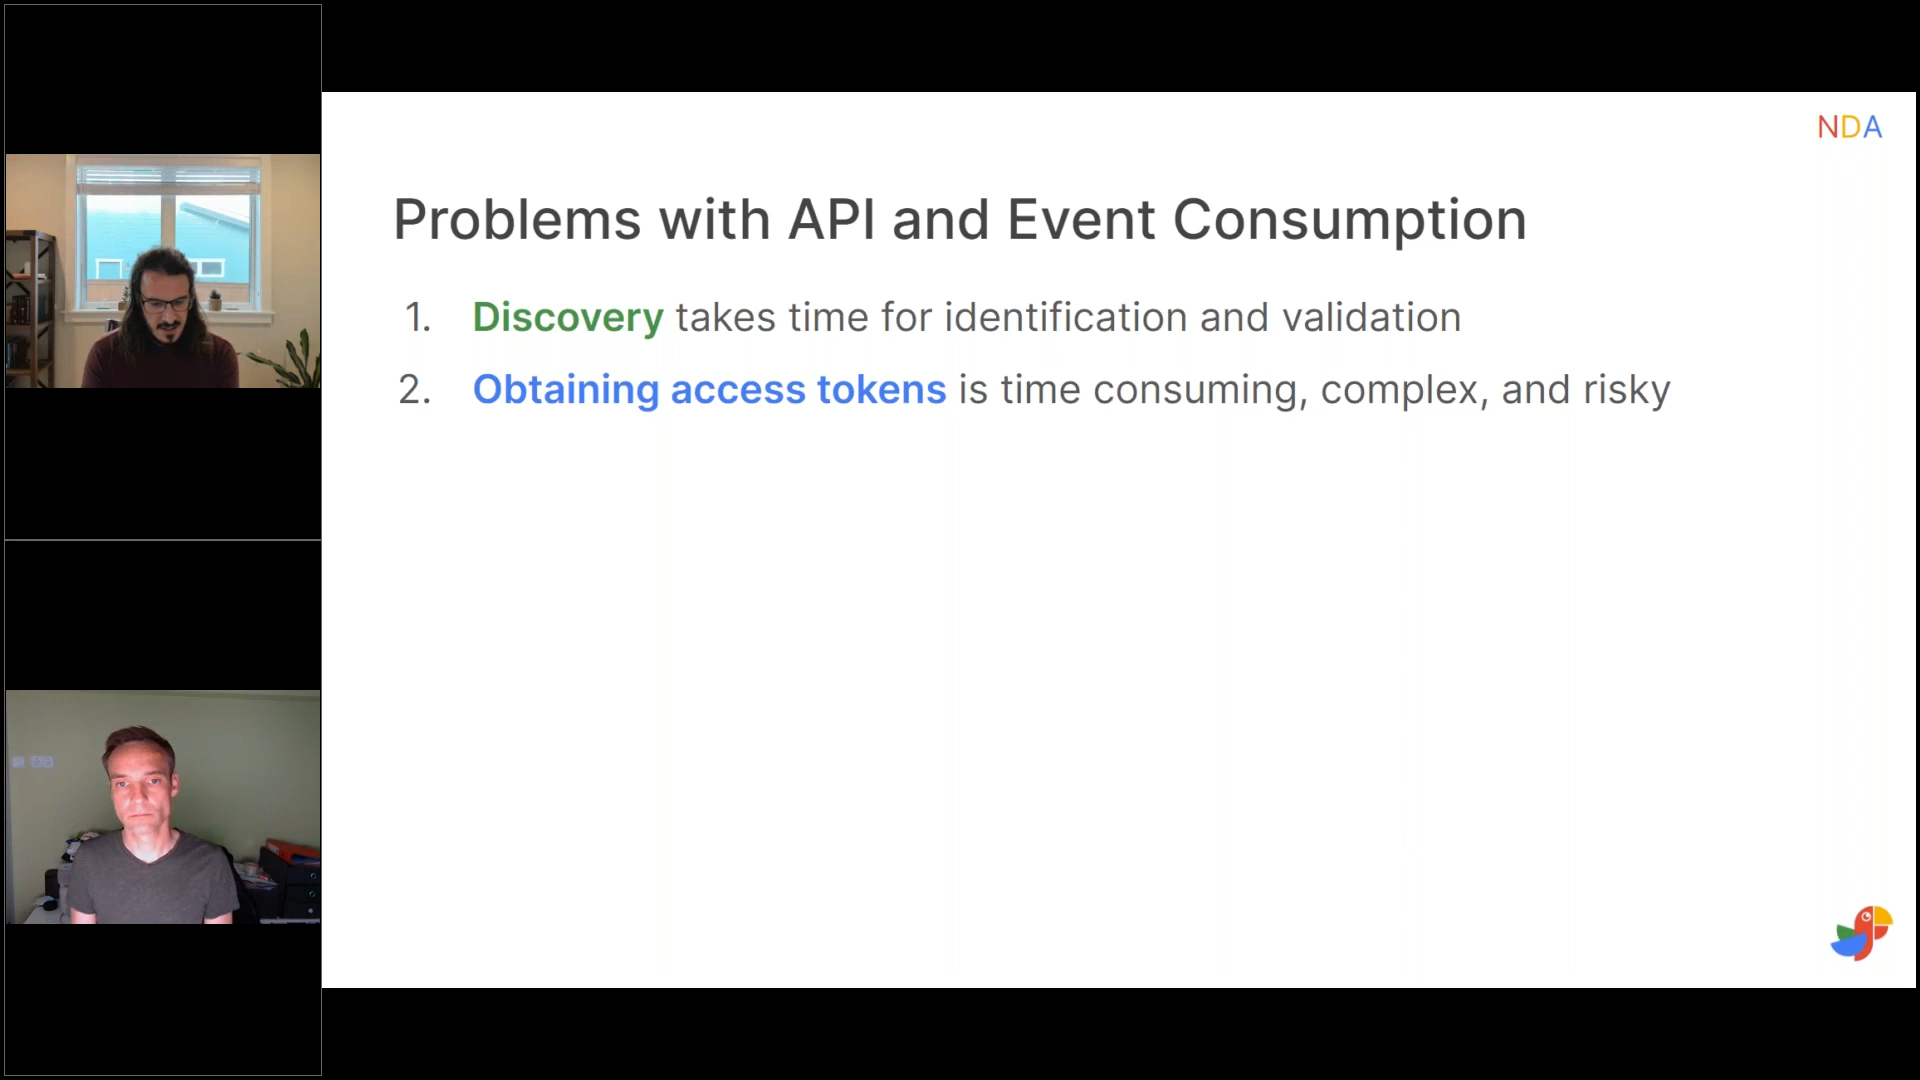 NDA
Problems with API and Event Consumption
1. Discovery takes time for identification and validation
2. Obtaining access tokens is time consuming, complex, and risky